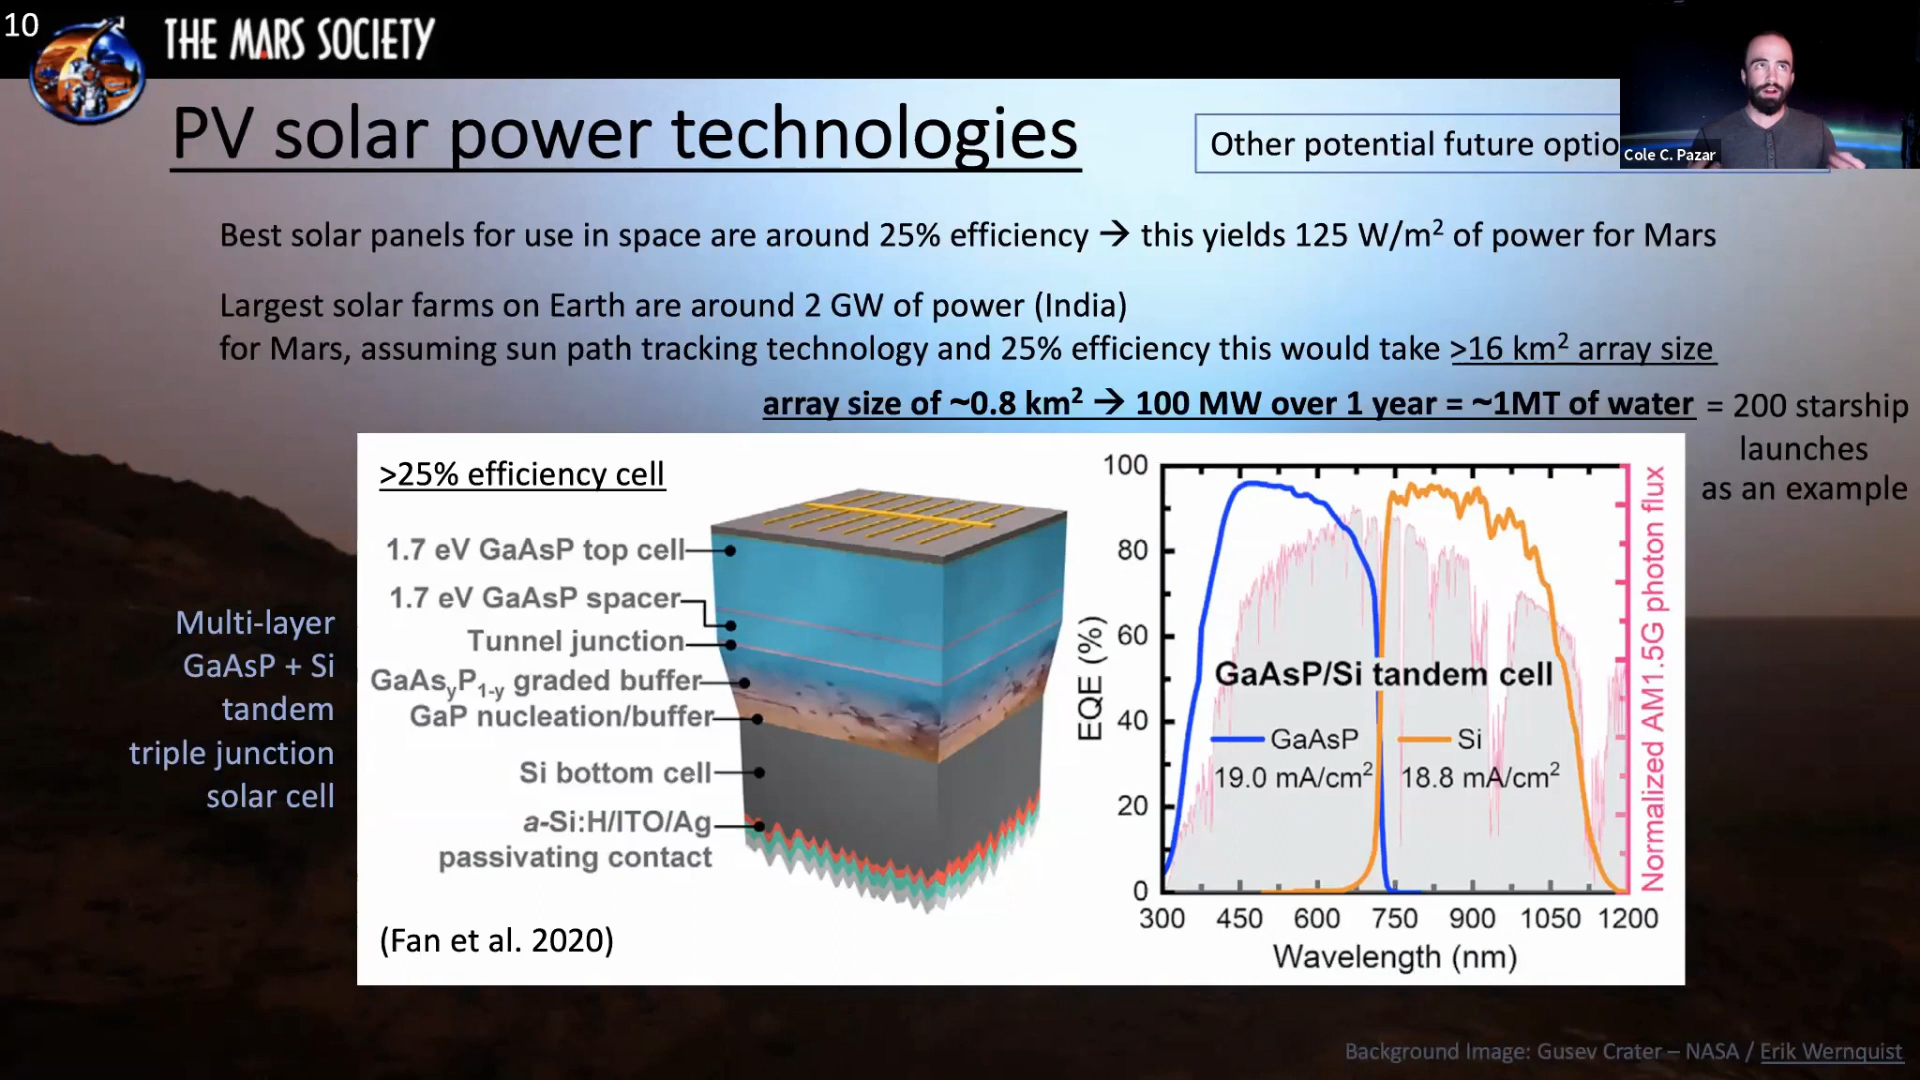 10
THE MARS SOCIETY
PV solar power technologies
Other potential future optio
Cole C. Pazar
Best solar panels for use in space are around 25% efficiency → this yields 125 W/m² of power for Mars
Largest solar farms on Earth are around 2 GW of power (India)
for Mars, assuming sun path tracking technology and 25% efficiency this would take >16 km² array size
array size of ~0.8 km² → 100 MW over 1 year = ~1MT of water = 200 starship
launches
as an example
>25% efficiency cell
1.7 eV GaAsP top cell
1.7 eV GaAsP spacer
Tunnel junction
GaAsyP1-y graded buffer
GaP nucleation/buffer
Si bottom cell
a-Si:H/ITO/Ag
passivating contact
(Fan et al. 2020)
Multi-layer
GaAsP + Si
tandem
triple junction
solar cell
100
80
60
40
20
0
EQE (%)
GaAsP/Si tandem cell
GaAsP
19.0 mA/cm²
Si
18.8 mA/cm²
300 450 600 750 900 1050 1200
Wavelength (nm)
Normalized AM1.5G photon flux
Background Image: Gusev Crater – NASA / Erik Wernquist